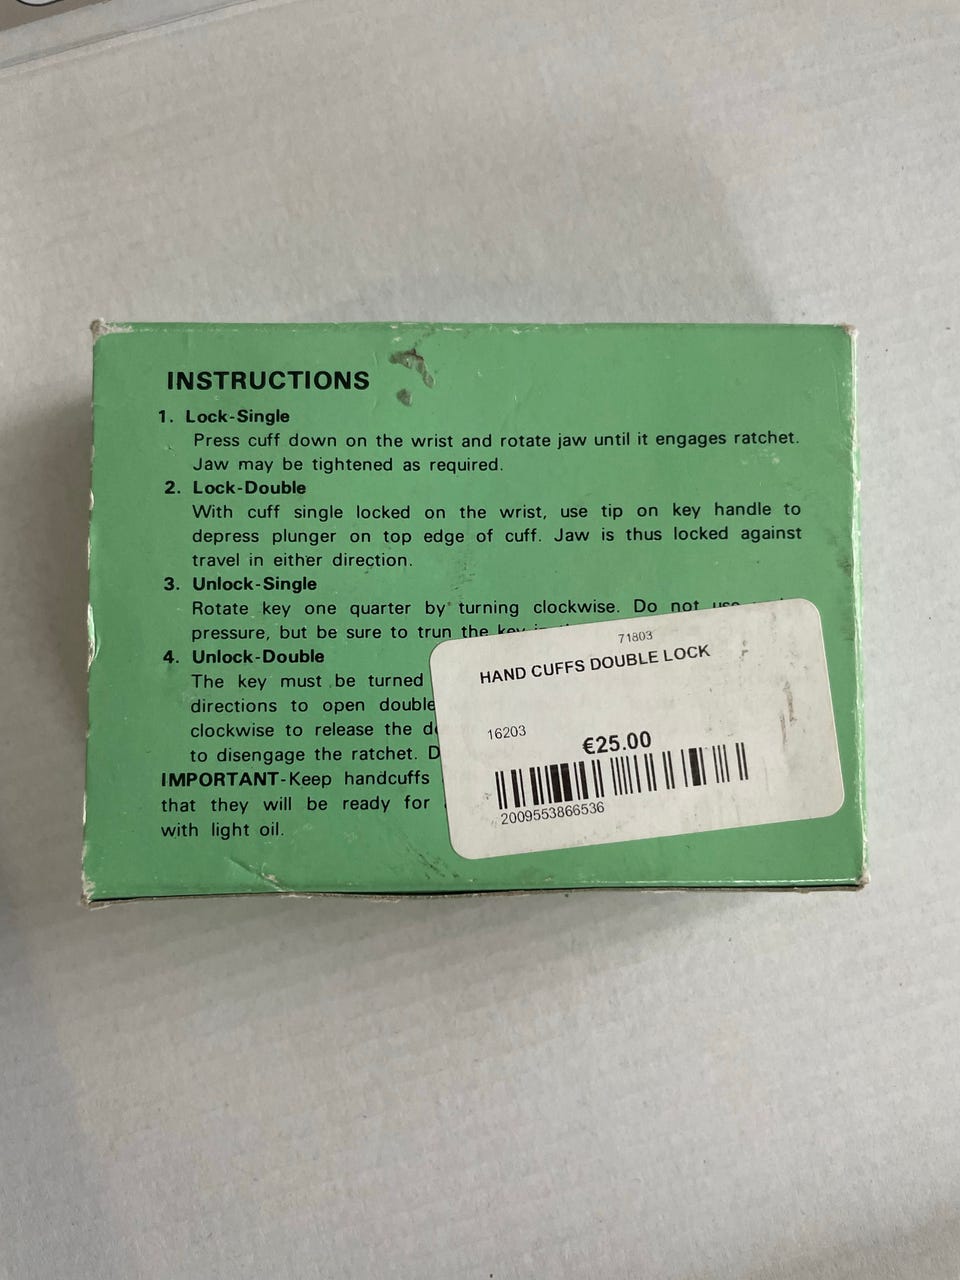 INSTRUCTIONS
1. Lock-Single
Press cuff down on the wrist and rotate jaw until it engages ratchet.
Jaw may be tightened as required.
2. Lock-Double
With cuff single locked on the wrist, use tip on key handle to
depress plunger on top edge of cuff. Jaw is thus locked against
travel in either direction.
3. Unlock-Single
Rotate key one quarter by turning clockwise. Do not use
pressure, but be sure to trun the key
4. Unlock-Double
The key must be turned
directions to open double
clockwise to release the
to disengage the ratchet.
IMPORTANT-Keep handcuffs
that they will be ready for
with light oil.
71803
HAND CUFFS DOUBLE LOCK
16203
€25.00
2009553866536